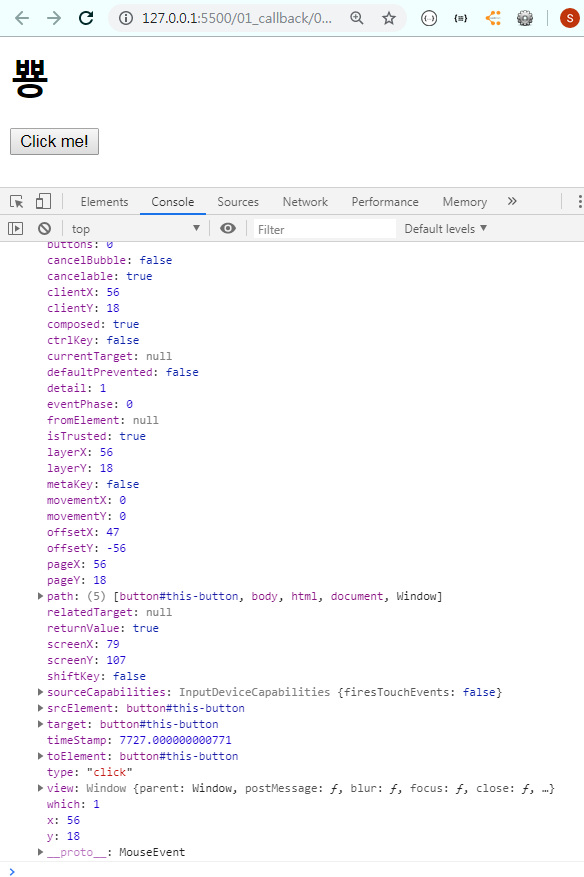 127.0.0.1:5500/01_callback/0...
S
뿅
Click me!
Elements Console Sources Network Performance Memory »
top Filter Default levels
buttons: 0
cancelBubble: false
cancelable: true
clientX: 56
clientY: 18
composed: true
ctrlKey: false
currentTarget: null
defaultPrevented: false
detail: 1
eventPhase: 0
fromElement: null
isTrusted: true
layerX: 56
layerY: 18
metaKey: false
movementX: 0
movementY: 0
offsetX: 47
offsetY: -56
pageX: 56
pageY: 18
path: (5) [button#this-button, body, html, document, Window]
relatedTarget: null
returnValue: true
screenX: 79
screenY: 107
shiftKey: false
sourceCapabilities: InputDeviceCapabilities {firesTouchEvents: false}
srcElement: button#this-button
target: button#this-button
timeStamp: 7727.000000000771
toElement: button#this-button
type: "click"
view: Window {parent: Window, postMessage: ƒ, blur: ƒ, focus: ƒ, close: ƒ, …}
which: 1
x: 56
y: 18
__proto__: MouseEvent